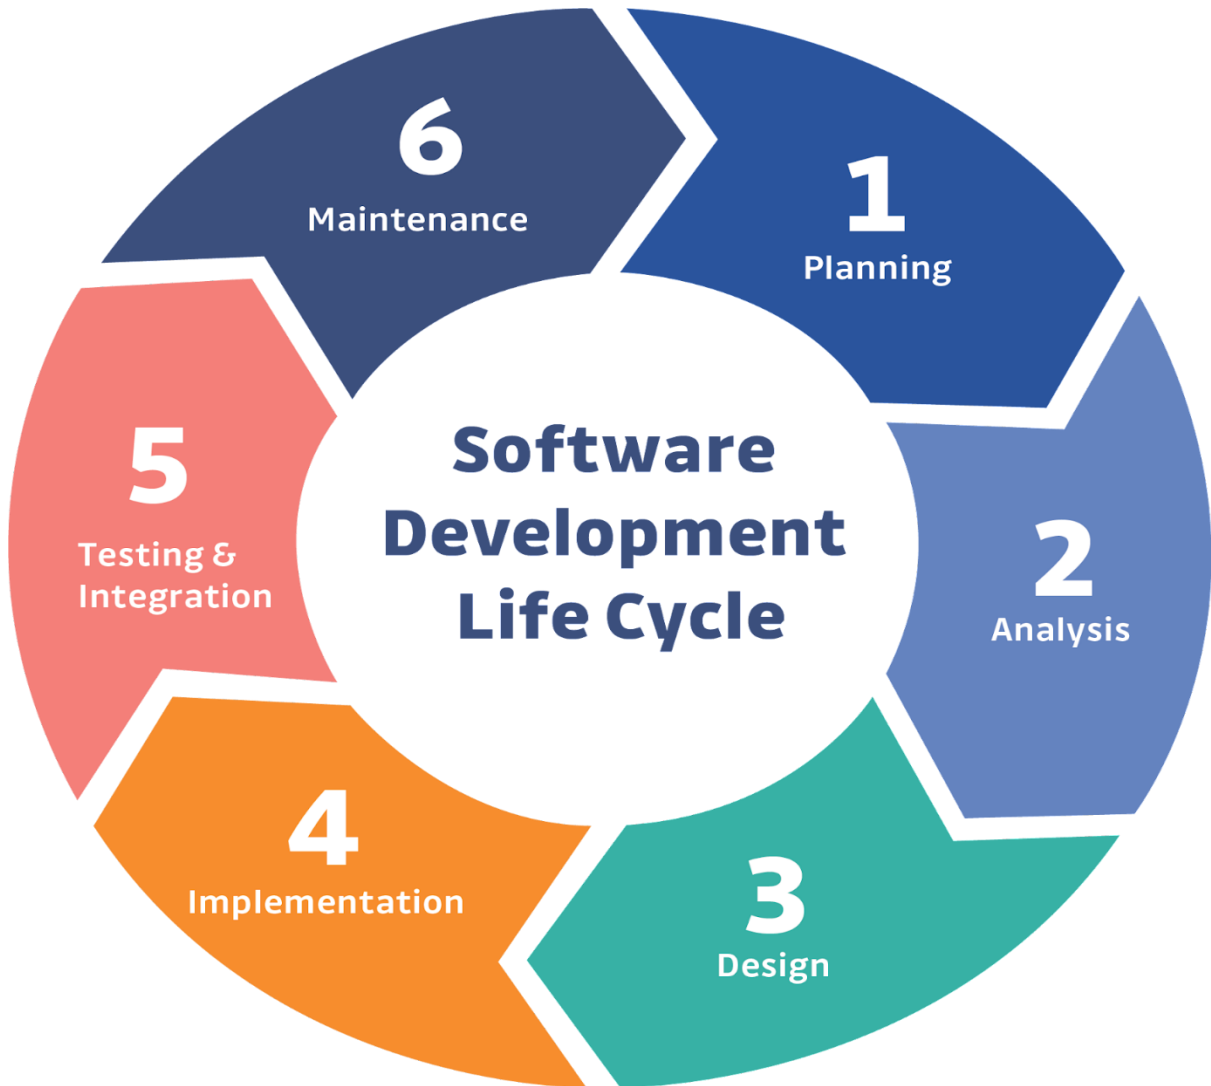 Software
Development
Life Cycle
1
Planning
2
Analysis
3
Design
4
Implementation
5
Testing &
Integration
6
Maintenance